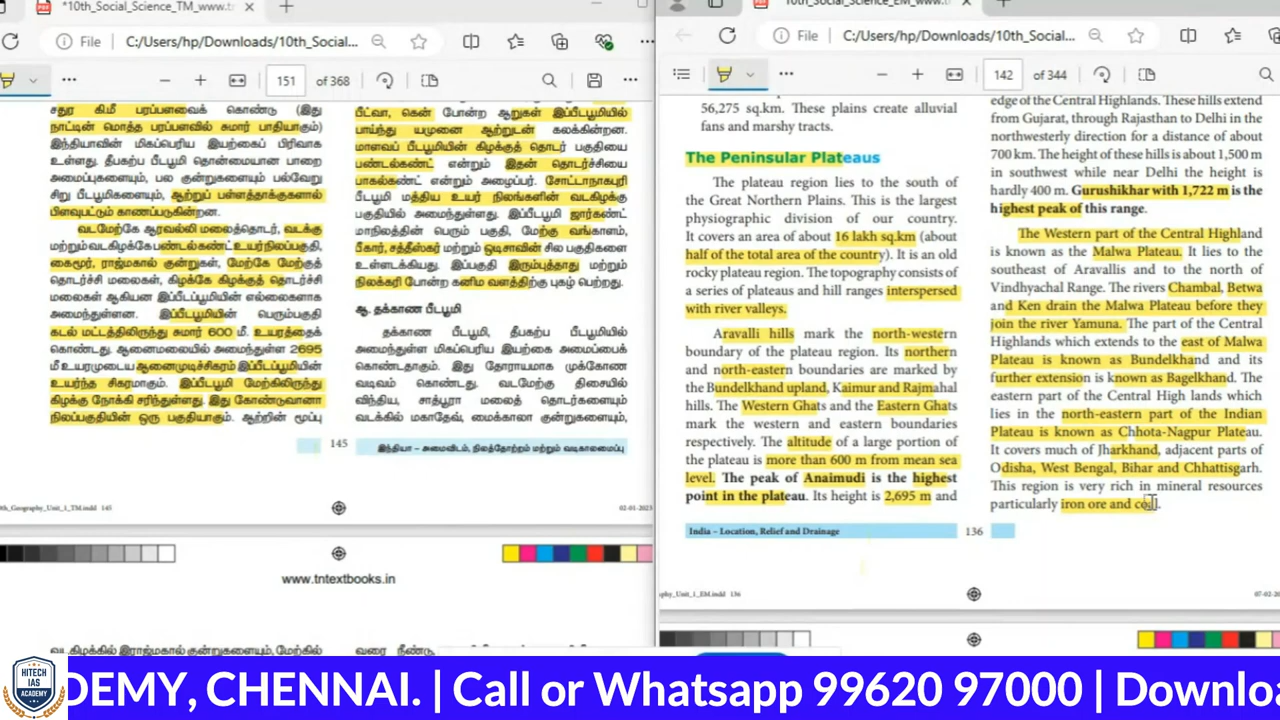 *10th_Social_Science_TM_www.t
File C:/Users/hp/Downloads/10th_Social...
151 of 368
சதுர கி.மீ பரப்பளவைக் கொண்டு (இது
நாட்டின் மொத்த பரப்பளவில் சுமார் பாதியாகும்)
இந்தியாவின் மிகப்பெரிய இயற்கைப் பிரிவாக
உள்ளது. தீபகற்ப பீடபூமி தொன்மையான பாறை
அமைப்புகளையும், பல குன்றுகளையும் பல்வேறு
சிறு பீடபூமிகளையும், ஆற்றுப் பள்ளத்தாக்குகளால்
பிளவுபட்டும் காணப்படுகின்றன.
வடமேற்கே ஆரவல்லி மலைத்தொடர், வடக்கு
மற்றும் வடகிழக்கே பண்டல்கண்ட் உயர்நிலப்பகுதி,
கைமூர், ராஜ்மகால் குன்றுகள், மேற்கே மேற்குத்
தொடர்ச்சி மலைகள், கிழக்கே கிழக்குத் தொடர்ச்சி
மலைகள் ஆகியன இப்பீடப்பூமியின் எல்லைகளாக
அமைந்துள்ளன. இப்பீடபூமியின் பெரும்பகுதி
கடல் மட்டத்திலிருந்து சுமார் 600 மீ. உயரத்தைக்
கொண்டது. ஆனைமலையில் அமைந்துள்ள 2695
மீ உயரமுடைய ஆனைமுடிச்சிகரம் இப்பீடப்பூமியின்
உயர்ந்த சிகரமாகும். இப்பீடபூமி மேற்கிலிருந்து
கிழக்கு நோக்கி சரிந்துள்ளது. இது கோண்டுவானா
நிலப்பகுதியின் ஒரு பகுதியாகும். ஆற்றின் மூப்பு
பீட்வா, கென் போன்ற ஆறுகள் இப்பீடபூமியில்
பாய்ந்து யமுனை ஆற்றுடன் கலக்கின்றன.
மாளவப் பீடபூமியின் கிழக்குத் தொடர் பகுதியை
பண்டல்கண்ட் என்றும் இதன் தொடர்ச்சியை
பாகல்கண்ட் என்றும் அழைப்பர். சோட்டாநாகபுரி
பீடபூமி மத்திய உயர் நிலங்களின் வடகிழக்கு
பகுதியில் அமைந்துள்ளது. இப்பீடபூமி ஜார்கண்ட்
மாநிலத்தின் பெரும் பகுதி, மேற்கு வங்காளம்,
பீகார், சத்தீஸ்கர் மற்றும் ஒடிசாவின் சில பகுதிகளை
உள்ளடக்கியது. இப்பகுதி இரும்புத்தாது மற்றும்
நிலக்கரி போன்ற கனிம வளத்திற்கு புகழ் பெற்றது.
ஆ. தக்காண பீடபூமி
தக்காண பீடபூமி, தீபகற்ப பீடபூமியில்
அமைந்துள்ள மிகப்பெரிய இயற்கை அமைப்பைக்
கொண்டதாகும். இது தோராயமாக முக்கோண
வடிவம் கொண்டது. வடமேற்கு திசையில்
விந்திய, சாத்பூரா மலைத் தொடர்களையும்
வடக்கில் மகாதேவ், மைக்காலா குன்றுகளையும்,
145 இந்தியா – அமைவிடம், நிலத்தோற்றம் மற்றும் வடிகாலமைப்பு
th_Geography_Unit_1_TM.indd 145 02-01-2023
www.tntextbooks.in
வடகிழக்கில் இராஜ்மகால் குன்றுகளையும், மேற்கில்
வரை நீண்டு,
10th_Social_Science_EM_www.tn
File C:/Users/hp/Downloads/10th_Social...
142 of 344
56,275 sq.km. These plains create alluvial
fans and marshy tracts.
The Peninsular Plateaus
The plateau region lies to the south of
the Great Northern Plains. This is the largest
physiographic division of our country.
It covers an area of about 16 lakh sq.km (about
half of the total area of the country). It is an old
rocky plateau region. The topography consists of
a series of plateaus and hill ranges interspersed
with river valleys.
Aravalli hills mark the north-western
boundary of the plateau region. Its northern
and north-eastern boundaries are marked by
the Bundelkhand upland, Kaimur and Rajmahal
hills. The Western Ghats and the Eastern Ghats
mark the western and eastern boundaries
respectively. The altitude of a large portion of
the plateau is more than 600 m from mean sea
level. The peak of Anaimudi is the highest
point in the plateau. Its height is 2,695 m and
edge of the Central Highlands. These hills extend
from Gujarat, through Rajasthan to Delhi in the
northwesterly direction for a distance of about
700 km. The height of these hills is about 1,500 m
in southwest while near Delhi the height is
hardly 400 m. Gurushikhar with 1,722 m is the
highest peak of this range.
The Western part of the Central Highland
is known as the Malwa Plateau. It lies to the
southeast of Aravallis and to the north of
Vindhyachal Range. The rivers Chambal, Betwa
and Ken drain the Malwa Plateau before they
join the river Yamuna. The part of the Central
Highlands which extends to the east of Malwa
Plateau is known as Bundelkhand and its
further extension is known as Bagelkhand. The
eastern part of the Central High lands which
lies in the north-eastern part of the Indian
Plateau is known as Chhota-Nagpur Plateau.
It covers much of Jharkhand, adjacent parts of
Odisha, West Bengal, Bihar and Chhattisgarh.
This region is very rich in mineral resources
particularly iron ore and coal.
India – Location, Relief and Drainage 136
phy_Unit_1_EM.indd 136 07-02-20
HITECH
IAS
ACADEMY
DEMY, CHENNAI. | Call or Whatsapp 99620 97000 | Downlo